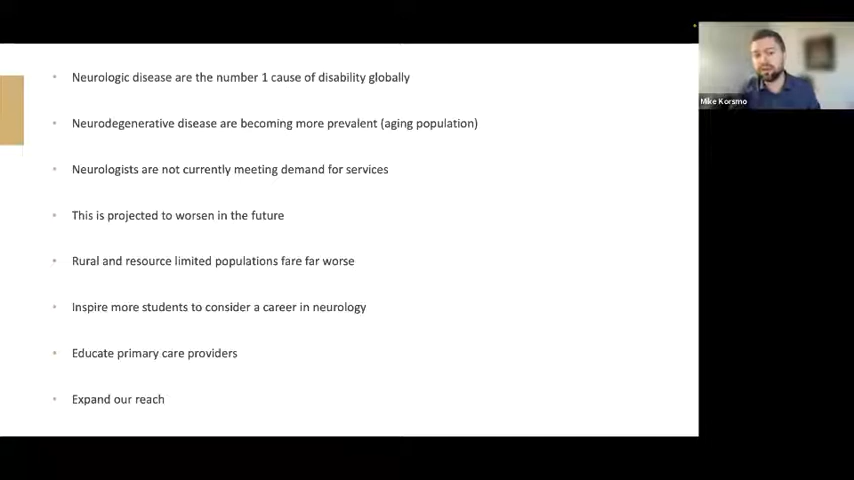 • Neurologic disease are the number 1 cause of disability globally
• Neurodegenerative disease are becoming more prevalent (aging population)
• Neurologists are not currently meeting demand for services
• This is projected to worsen in the future
• Rural and resource limited populations fare far worse
• Inspire more students to consider a career in neurology
• Educate primary care providers
• Expand our reach
Mike Korsmo